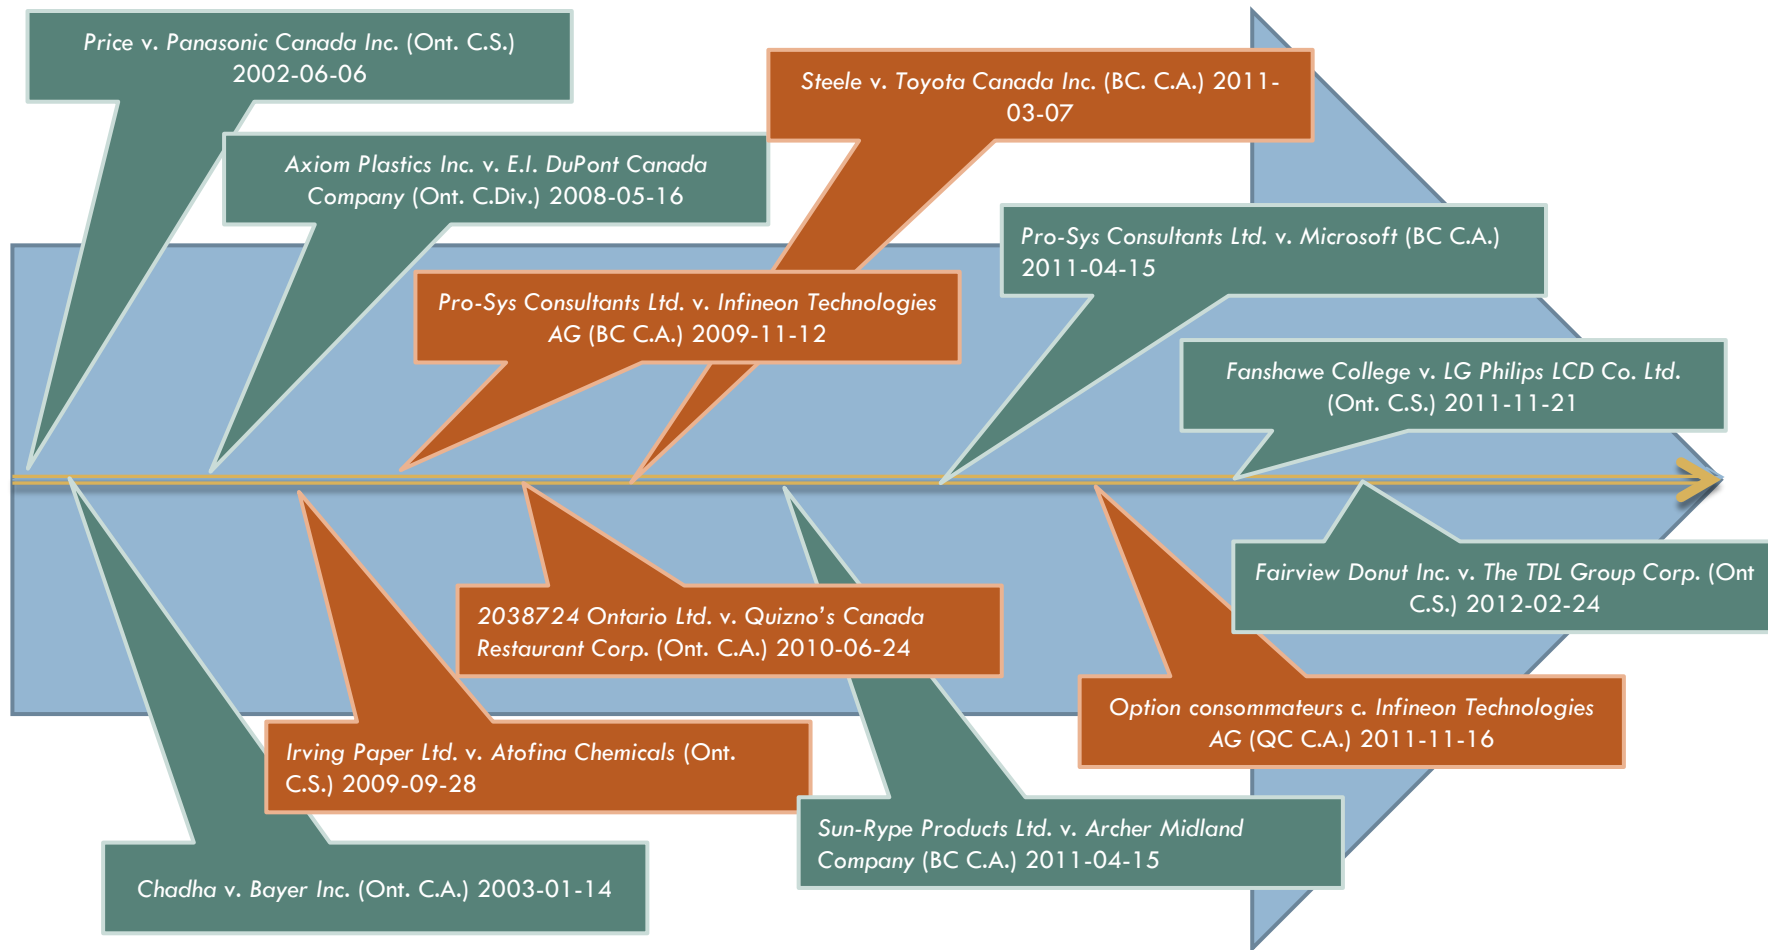 Price v. Panasonic Canada Inc. (Ont. C.S.)
2002-06-06
Steele v. Toyota Canada Inc. (BC. C.A.) 2011-
03-07
Axiom Plastics Inc. v. E.I. DuPont Canada
Company (Ont. C.Div.) 2008-05-16
Pro-Sys Consultants Ltd. v. Microsoft (BC C.A.)
2011-04-15
Pro-Sys Consultants Ltd. v. Infineon Technologies
AG (BC C.A.) 2009-11-12
Fanshawe College v. LG Philips LCD Co. Ltd.
(Ont. C.S.) 2011-11-21
Fairview Donut Inc. v. The TDL Group Corp. (Ont
C.S.) 2012-02-24
2038724 Ontario Ltd. v. Quizno’s Canada
Restaurant Corp. (Ont. C.A.) 2010-06-24
Option consommateurs c. Infineon Technologies
AG (QC C.A.) 2011-11-16
Irving Paper Ltd. v. Atofina Chemicals (Ont.
C.S.) 2009-09-28
Sun-Rype Products Ltd. v. Archer Midland
Company (BC C.A.) 2011-04-15
Chadha v. Bayer Inc. (Ont. C.A.) 2003-01-14